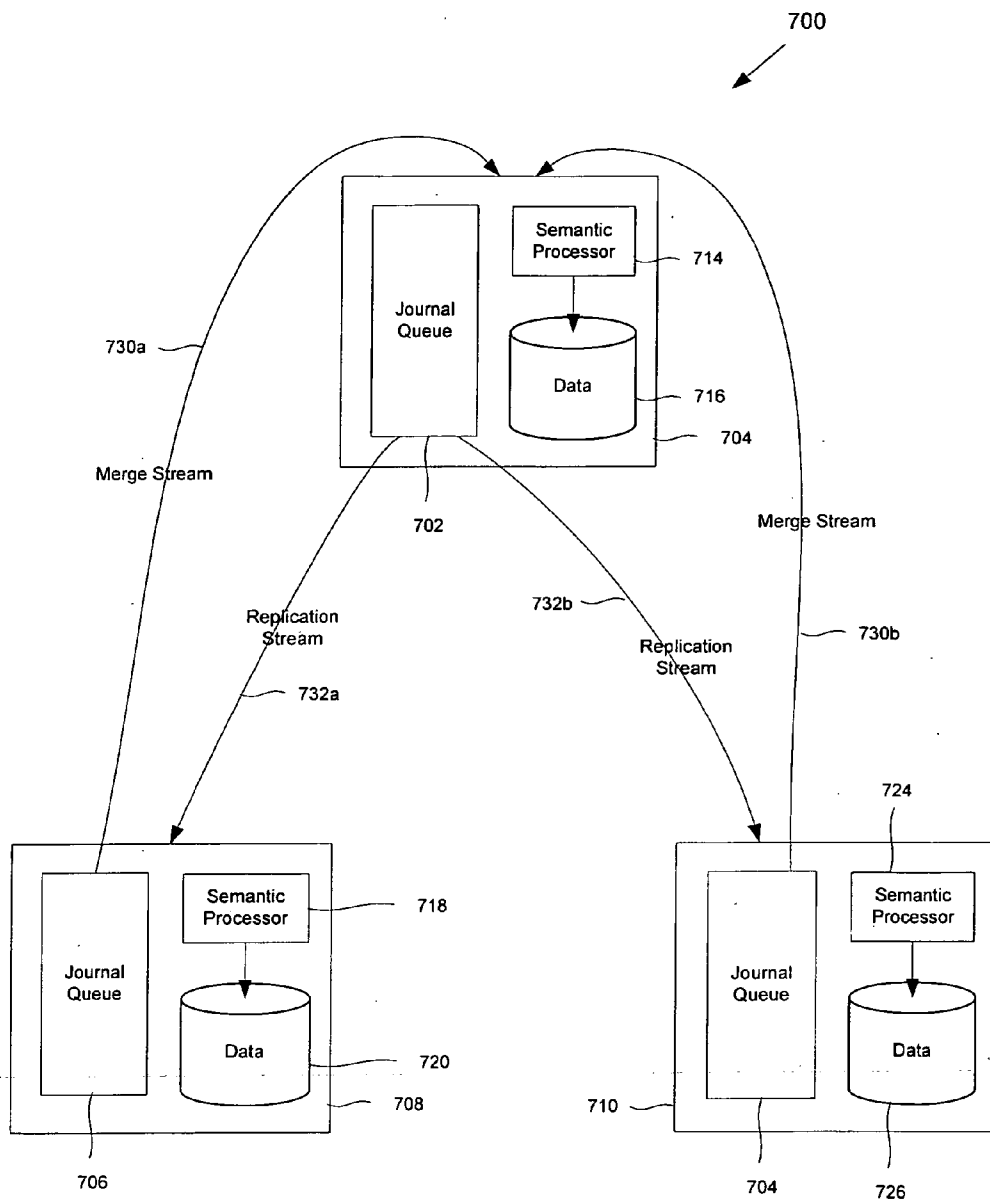 700
Semantic
Processor
714
Journal
Queue
730a
Data
716
704
Merge Stream
702
Merge Stream
732b
Replication
Stream
730b
Replication
Stream
732a
724
Semantic
Processor
718
Semantic
Processor
Journal
Queue
Journal
Queue
Data
720
Data
708
710
706
704
726